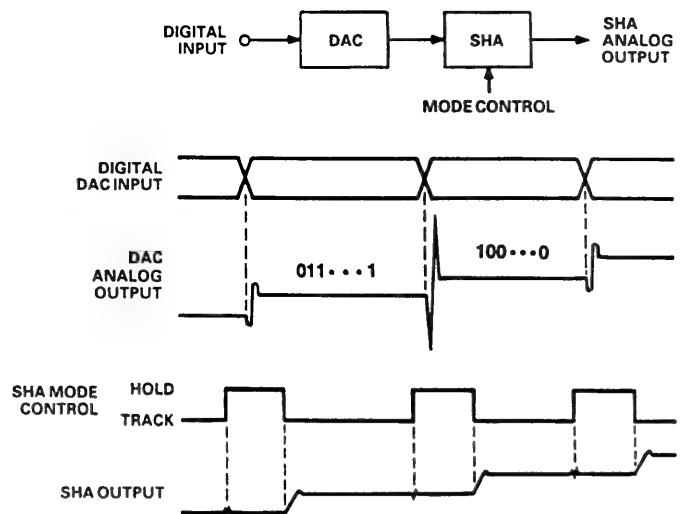 DIGITAL
INPUT
DAC
SHA
SHA
ANALOG
OUTPUT
MODE CONTROL
DIGITAL
DAC INPUT
DAC
ANALOG
OUTPUT
011・・・1
100・・・0
SHA MODE
CONTROL
HOLD
TRACK
SHA OUTPUT